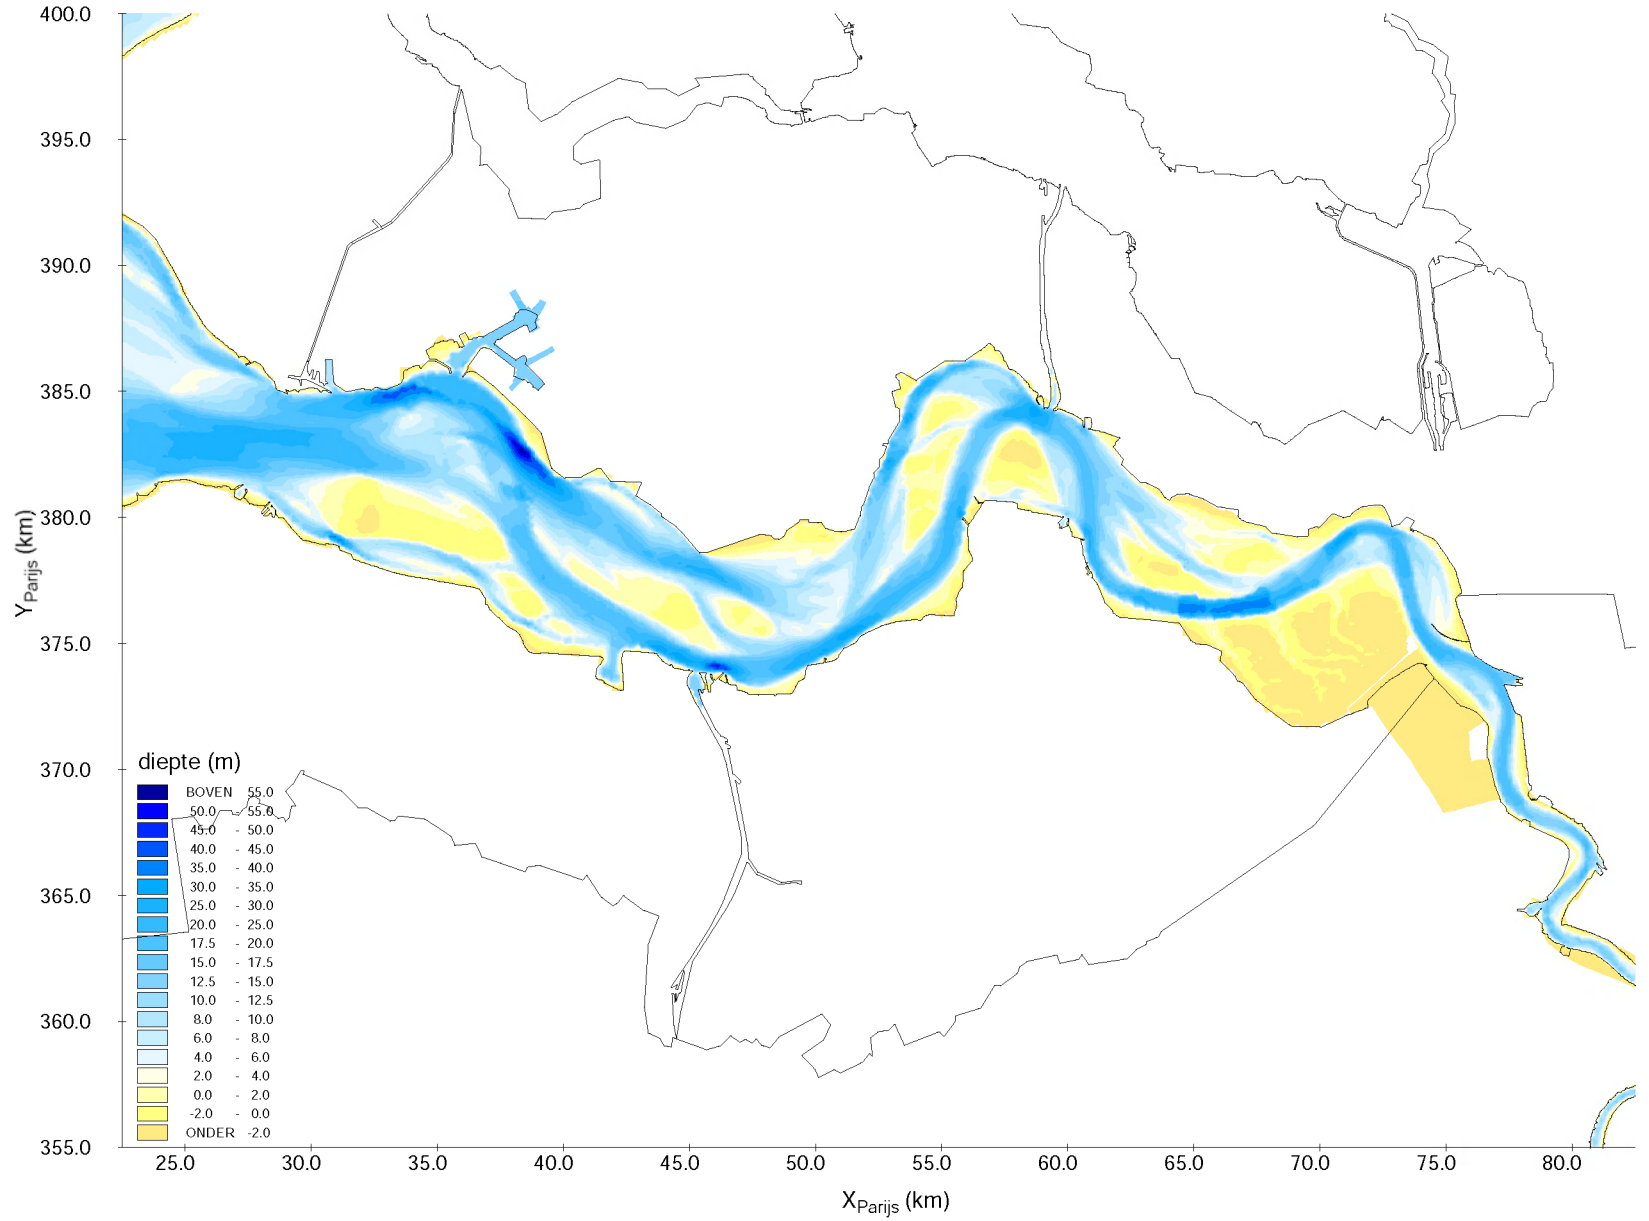 400.0
395.0
390.0
385.0
380.0
375.0
370.0
365.0
360.0
355.0
Y Parijs (km)
diepte (m)
BOVEN 55.0
50.0 - 55.0
45.0 - 50.0
40.0 - 45.0
35.0 - 40.0
30.0 - 35.0
25.0 - 30.0
20.0 - 25.0
17.5 - 20.0
15.0 - 17.5
12.5 - 15.0
10.0 - 12.5
8.0 - 10.0
6.0 - 8.0
4.0 - 6.0
2.0 - 4.0
0.0 - 2.0
-2.0 - 0.0
ONDER -2.0
25.0 30.0 35.0 40.0 45.0 50.0 55.0 60.0 65.0 70.0 75.0 80.0
X Parijs (km)